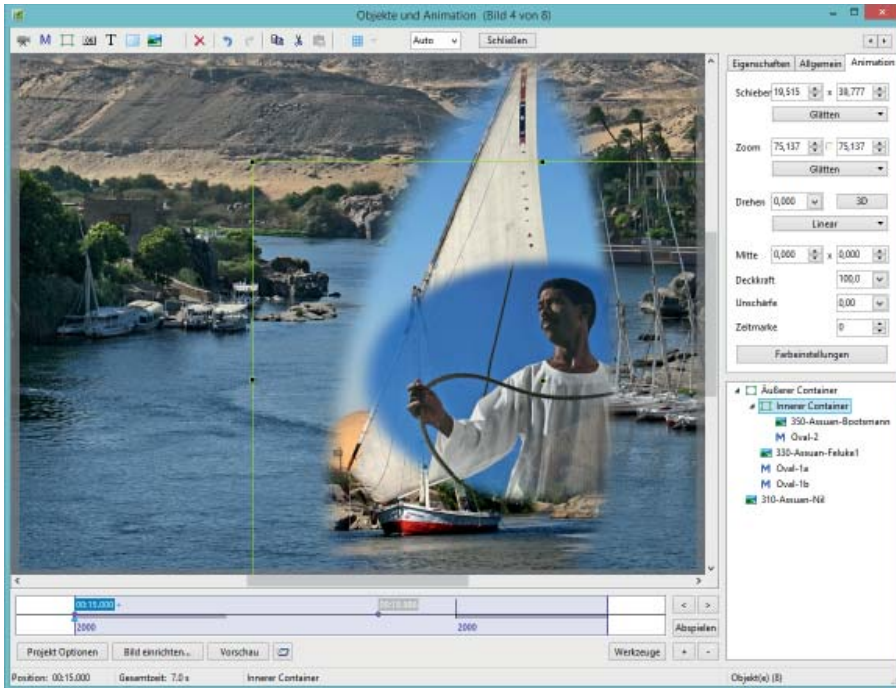 Objekte und Animation (Bild 4 von 8)
M OK T Auto Schließen
Eigenschaften Allgemein Animation
Schieber 19,515 x 39,777
Glätten
Zoom 75,137 75,137
Glätten
Drehen 0,000 3D
Linear
Mitte 0,000 x 0,000
Deckkraft 100,0
Unschärfe 0,00
Zeitmarke 0
Farbeinstellungen
Äußerer Container
Innerer Container
350-Assuan-Bootsmann
M Oval-2
330-Assuan-Feluke1
M Oval-1a
M Oval-1b
310-Assuan-Nil
00:15.000
2000 2000
< >
Abspielen
Projekt Optionen Bild einrichten... Vorschau Werkzeuge + -
Position: 00:15.000 Gesamtzeit: 7.0 s Innerer Container Objekt(e) (8)